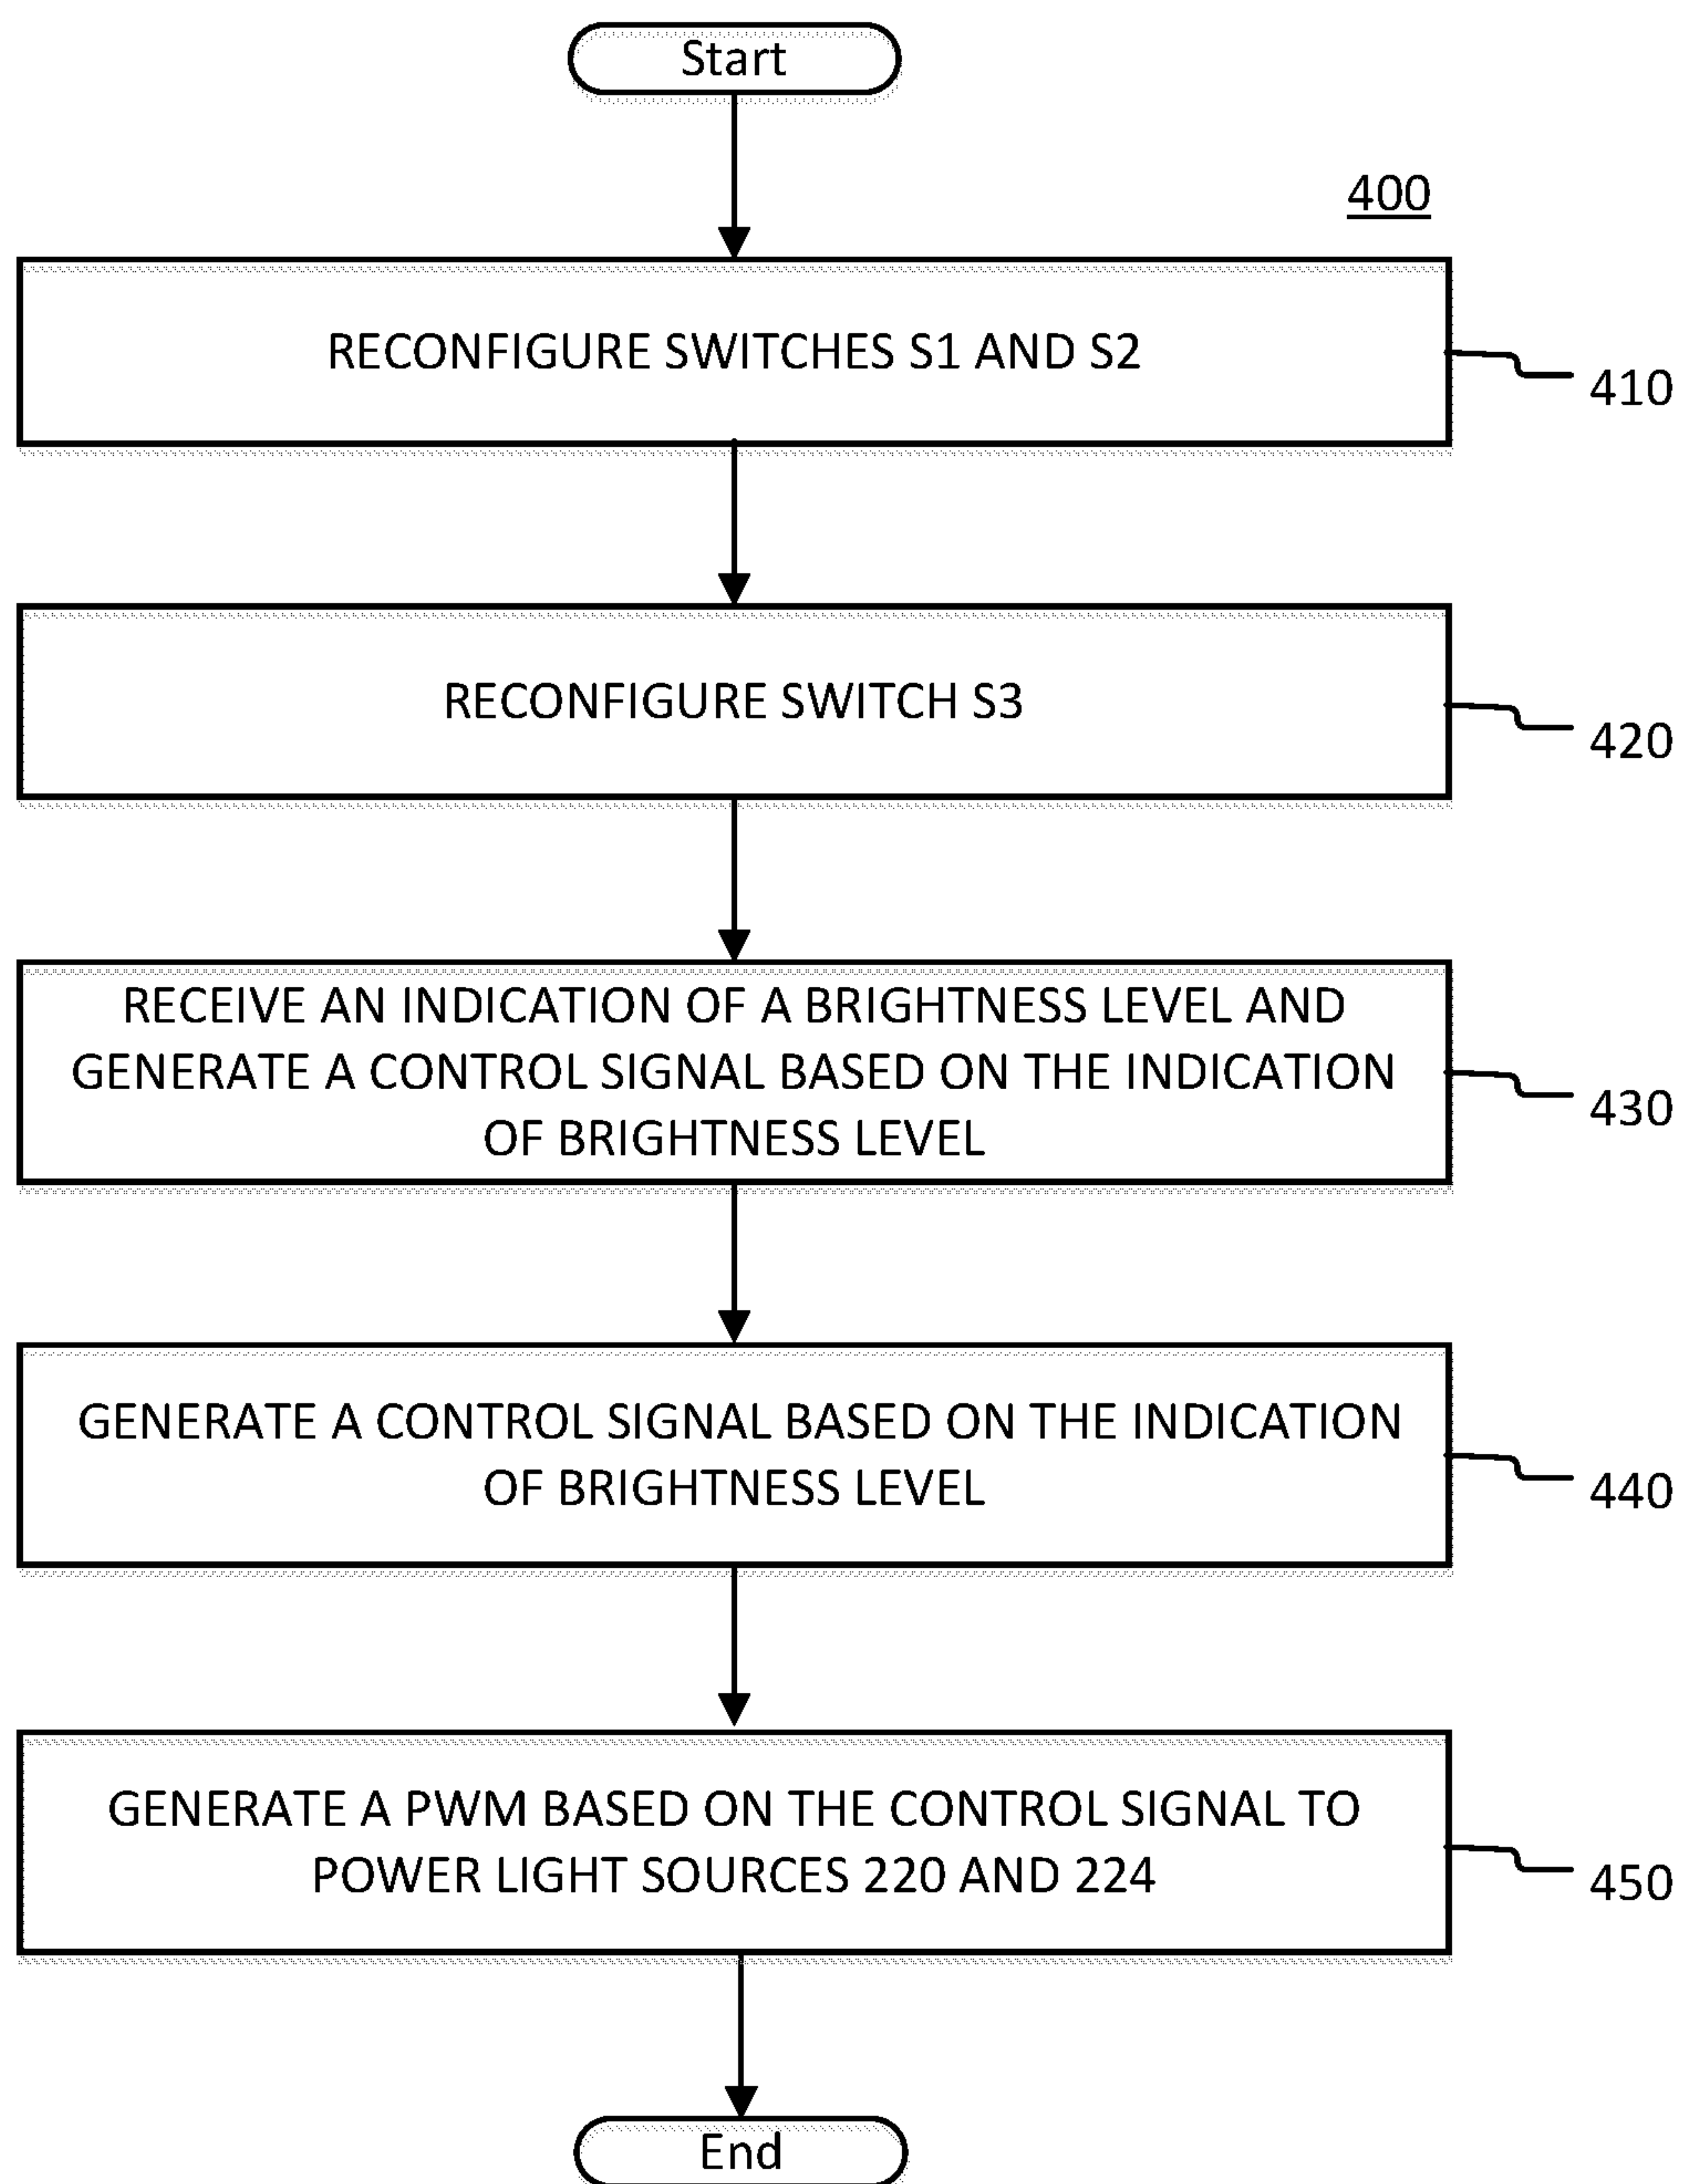 Start
400
RECONFIGURE SWITCHES S1 AND S2
410
RECONFIGURE SWITCH S3
420
RECEIVE AN INDICATION OF A BRIGHTNESS LEVEL AND
GENERATE A CONTROL SIGNAL BASED ON THE INDICATION
OF BRIGHTNESS LEVEL
430
GENERATE A CONTROL SIGNAL BASED ON THE INDICATION
OF BRIGHTNESS LEVEL
440
GENERATE A PWM BASED ON THE CONTROL SIGNAL TO
POWER LIGHT SOURCES 220 AND 224
450
End